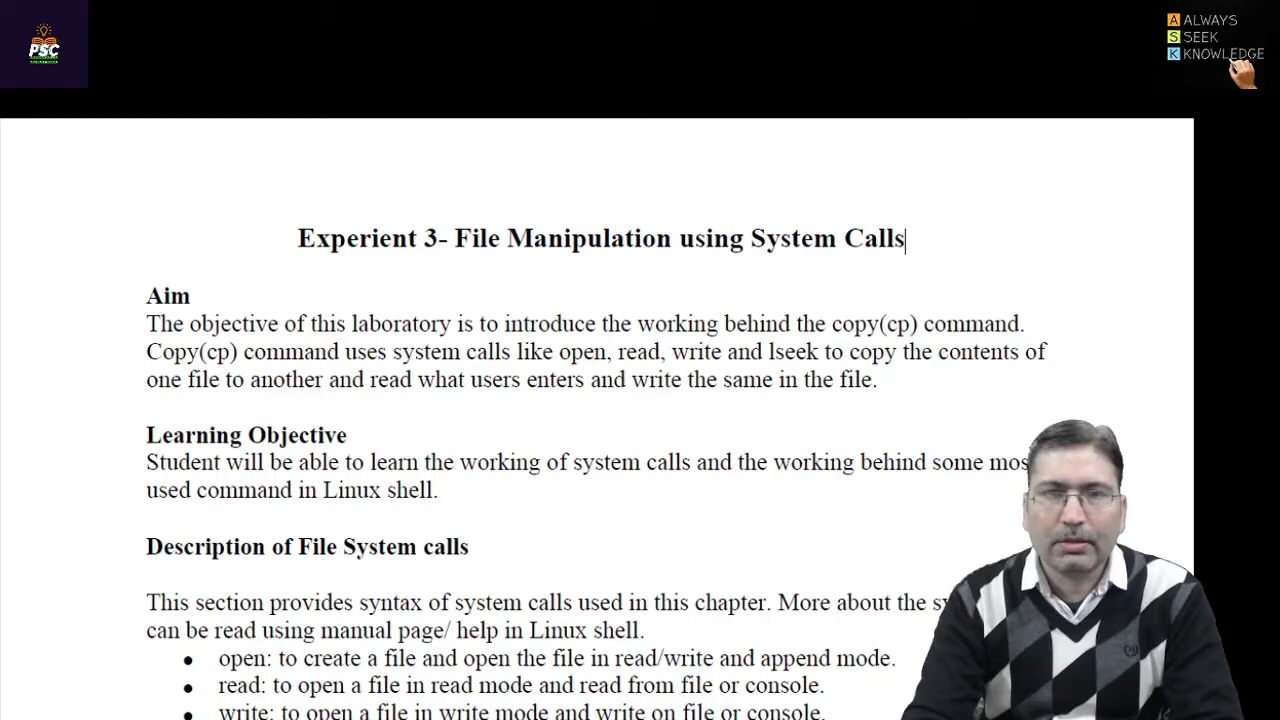 PSC
ALWAYS
SEEK
KNOWLEDGE
Experient 3- File Manipulation using System Calls
Aim
The objective of this laboratory is to introduce the working behind the copy(cp) command.
Copy(cp) command uses system calls like open, read, write and lseek to copy the contents of
one file to another and read what users enters and write the same in the file.
Learning Objective
Student will be able to learn the working of system calls and the working behind some
used command in Linux shell.
Description of File System calls
This section provides syntax of system calls used in this chapter. More about the
can be read using manual page/ help in Linux shell.
• open: to create a file and open the file in read/write and append mode.
• read: to open a file in read mode and read from file or console.
• write: to open a file in write mode and write on file or console.